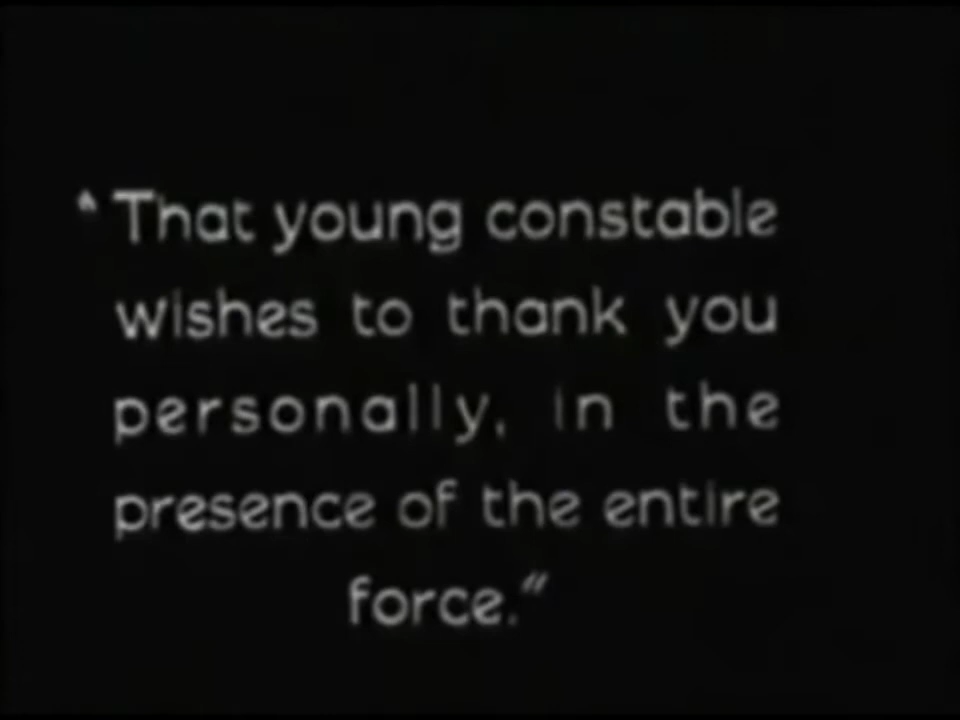 "That young constable
wishes to thank you
personally, in the
presence of the entire
force."